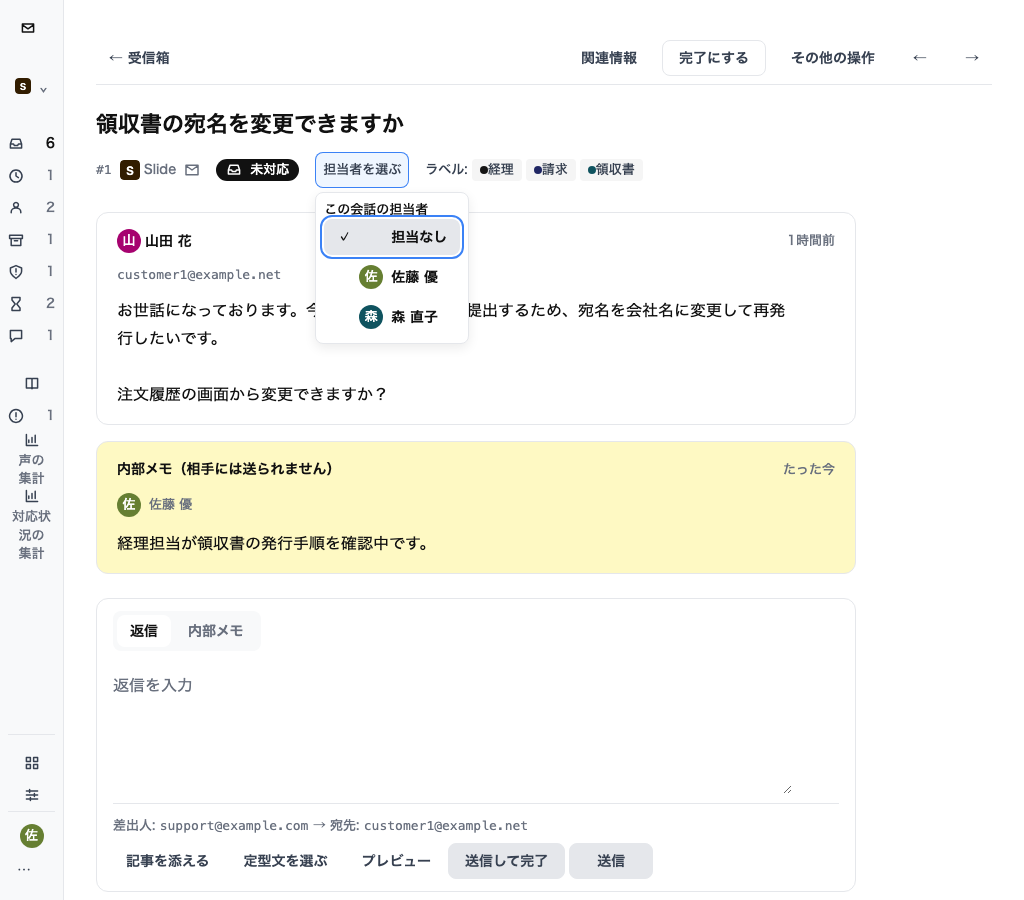 ← 受信箱
関連情報
完了にする
その他の操作
←
→
S
6
1
2
1
1
2
1
1
声の
集計
対応状
況の
集計
佐
…
領収書の宛名を変更できますか
#1 S Slide 未対応 担当者を選ぶ ラベル: 経理 請求 領収書
この会話の担当者
✓ 担当なし
佐 佐藤 優
森 森 直子
山 山田 花 1時間前
customer1@example.net
お世話になっております。 提出するため、宛名を会社名に変更して再発
行したいです。
注文履歴の画面から変更できますか？
内部メモ（相手には送られません） たった今
佐 佐藤 優
経理担当が領収書の発行手順を確認中です。
返信 内部メモ
返信を入力
差出人: support@example.com → 宛先: customer1@example.net
記事を添える 定型文を選ぶ プレビュー 送信して完了 送信